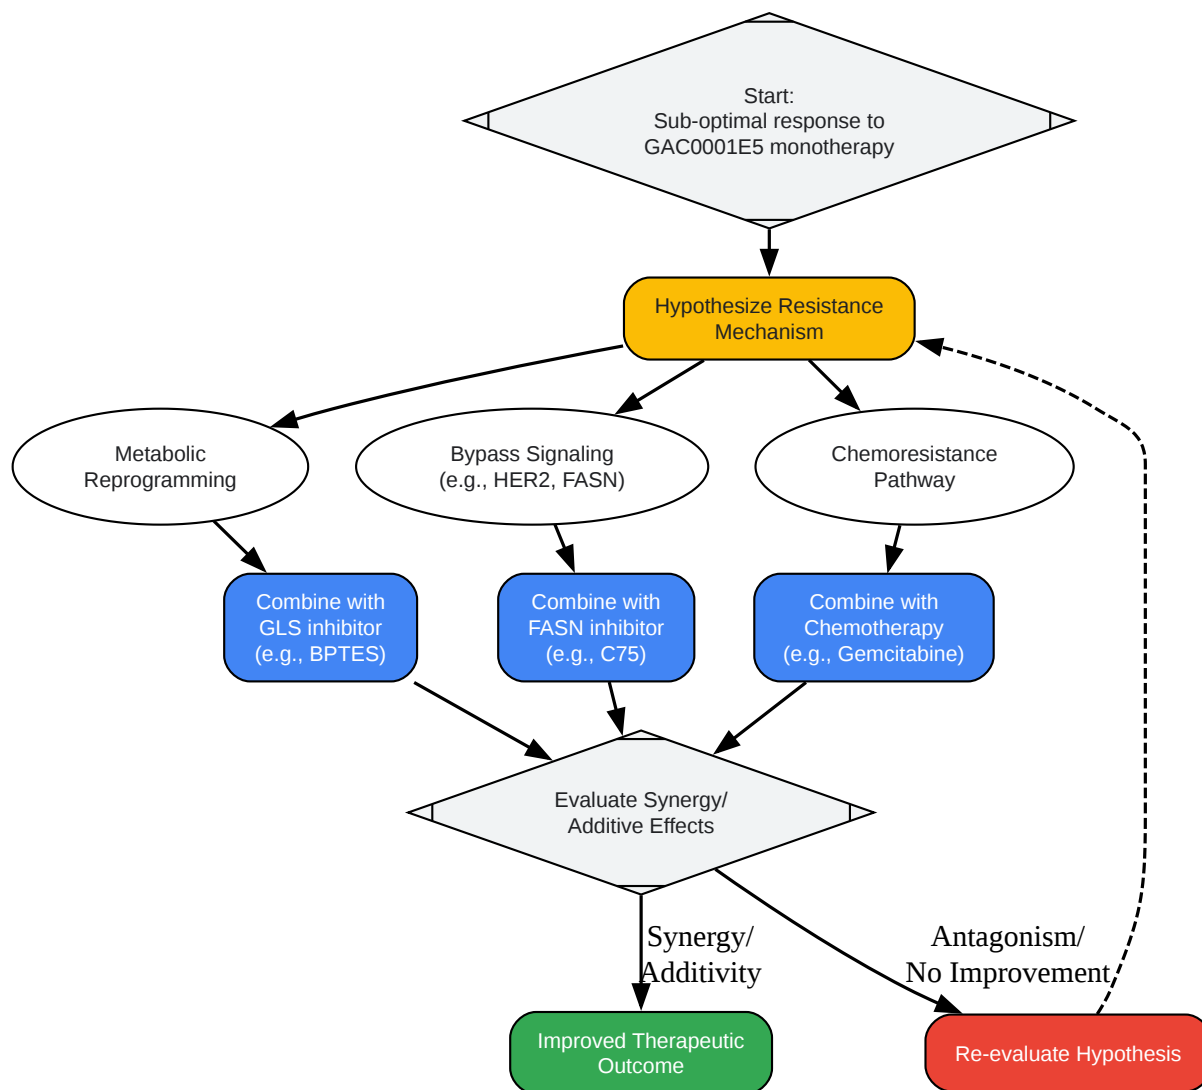 Start:
Sub-optimal response to
GAC0001E5 monotherapy
Hypothesize Resistance
Mechanism
Metabolic
Reprogramming
Bypass Signaling
(e.g., HER2, FASN)
Chemoresistance
Pathway
Combine with
GLS inhibitor
(e.g., BPTES)
Combine with
FASN inhibitor
(e.g., C75)
Combine with
Chemotherapy
(e.g., Gemcitabine)
Evaluate Synergy/
Additive Effects
Synergy/
Additivity
Antagonism/
No Improvement
Improved Therapeutic
Outcome
Re-evaluate Hypothesis